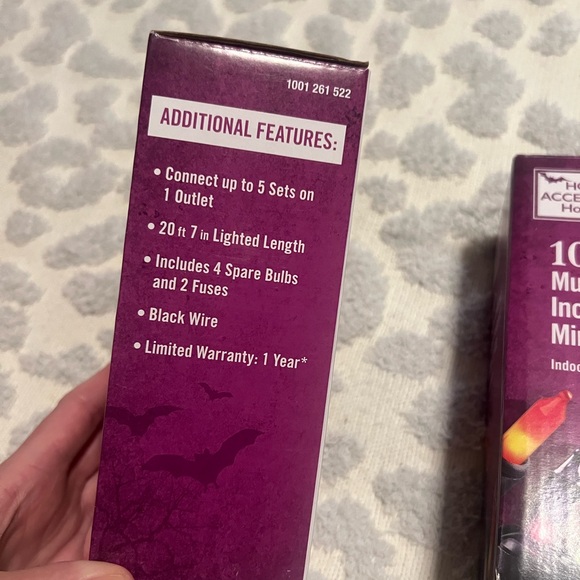 1001 261 522
ADDITIONAL FEATURES:
• Connect up to 5 Sets on
1 Outlet
• 20 ft 7 in Lighted Length
• Includes 4 Spare Bulbs
and 2 Fuses
• Black Wire
• Limited Warranty: 1 Year*